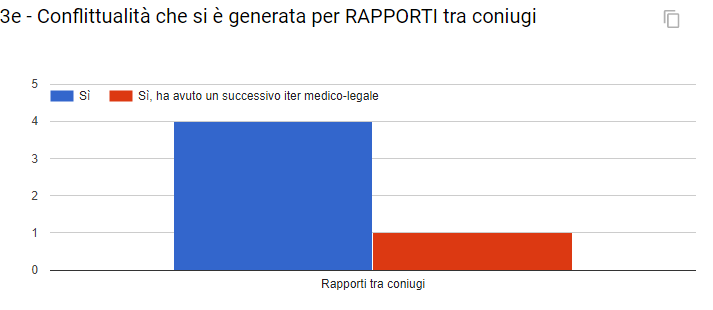 3e - Conflittualità che si è generata per RAPPORTI tra coniugi
5
Sì Sì, ha avuto un successivo iter medico-legale
4
3
2
1
0
Rapporti tra coniugi